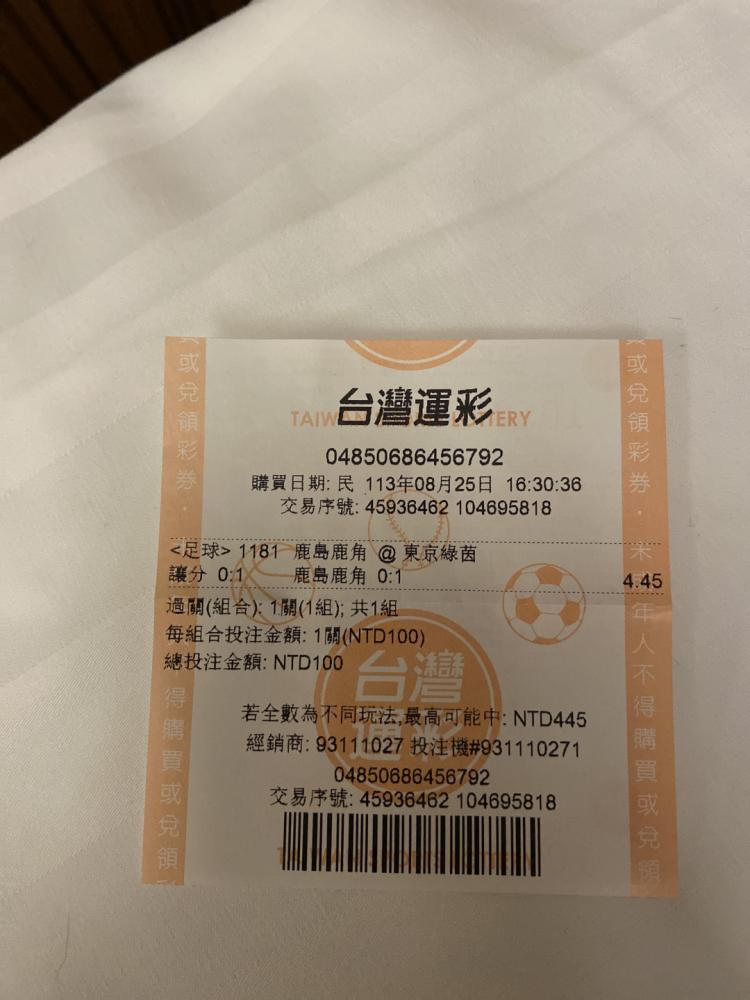 台灣運彩
TAIWAN SPORTS LOTTERY
04850686456792
購買日期: 民 113年08月25日 16:30:36
交易序號: 45936462 104695818
<足球> 1181 鹿島鹿角 @ 東京綠茵
讓分 0:1 鹿島鹿角 0:1 4.45
過關(組合): 1關(1組); 共1組
每組合投注金額: 1關(NTD100)
總投注金額: NTD100
台灣運彩
若全數為不同玩法,最高可能中: NTD445
經銷商: 93111027 投注機#931110271
04850686456792
交易序號: 45936462 104695818
TAIWAN SPORTS LOTTERY
或兌領彩券・
不得購買或兌領
或兌領彩券・未
年人不得購買或兌領